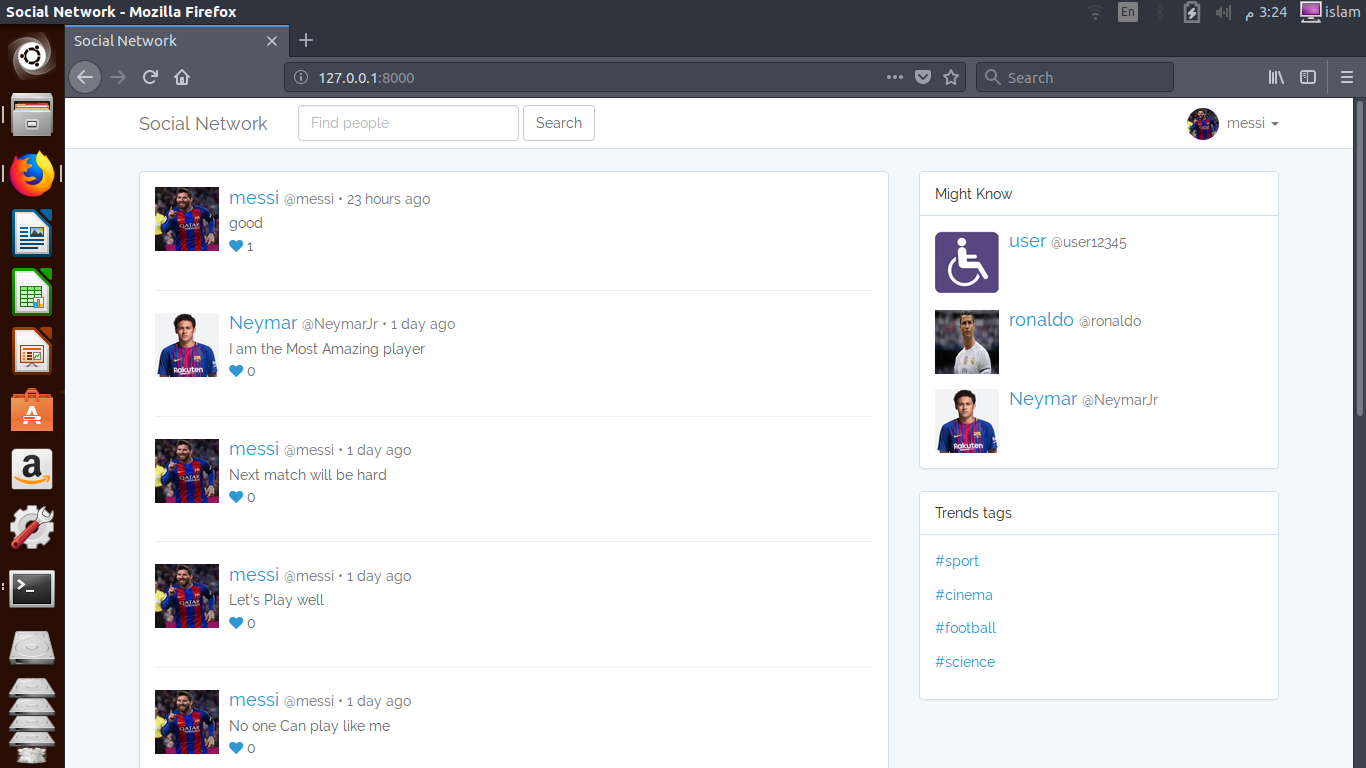 Social Network - Mozilla Firefox
En
م 3:24
islam
Social Network
127.0.0.1:8000
Search
Social Network
Find people
Search
messi
messi @messi • 23 hours ago
good
1
Neymar @NeymarJr • 1 day ago
I am the Most Amazing player
0
messi @messi • 1 day ago
Next match will be hard
0
messi @messi • 1 day ago
Let's Play well
0
messi @messi • 1 day ago
No one Can play like me
0
Might Know
user @user12345
ronaldo @ronaldo
Neymar @NeymarJr
Trends tags
#sport
#cinema
#football
#science